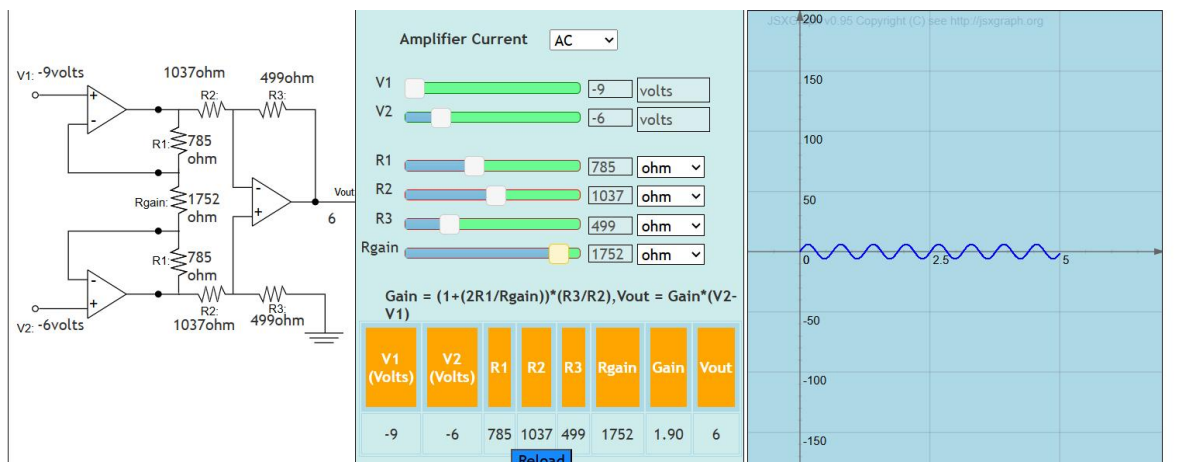 V1: -9volts
1037ohm
499ohm
R2:
R3:
R1:
785
ohm
Rgain:
1752
ohm
Vout
6
R1:
785
ohm
V2: -6volts
R2:
1037ohm
R3:
499ohm
Amplifier Current AC
V1 -9 volts
V2 -6 volts
R1 785 ohm
R2 1037 ohm
R3 499 ohm
Rgain 1752 ohm
Gain = (1+(2R1/Rgain))*(R3/R2),Vout = Gain*(V2-
V1)
V1 (Volts) V2 (Volts) R1 R2 R3 Rgain Gain Vout
-9 -6 785 1037 499 1752 1.90 6
Reload
v0.95 Copyright (C) see http://jsxgraph.org
200
150
100
50
0 2.5 5
-50
-100
-150